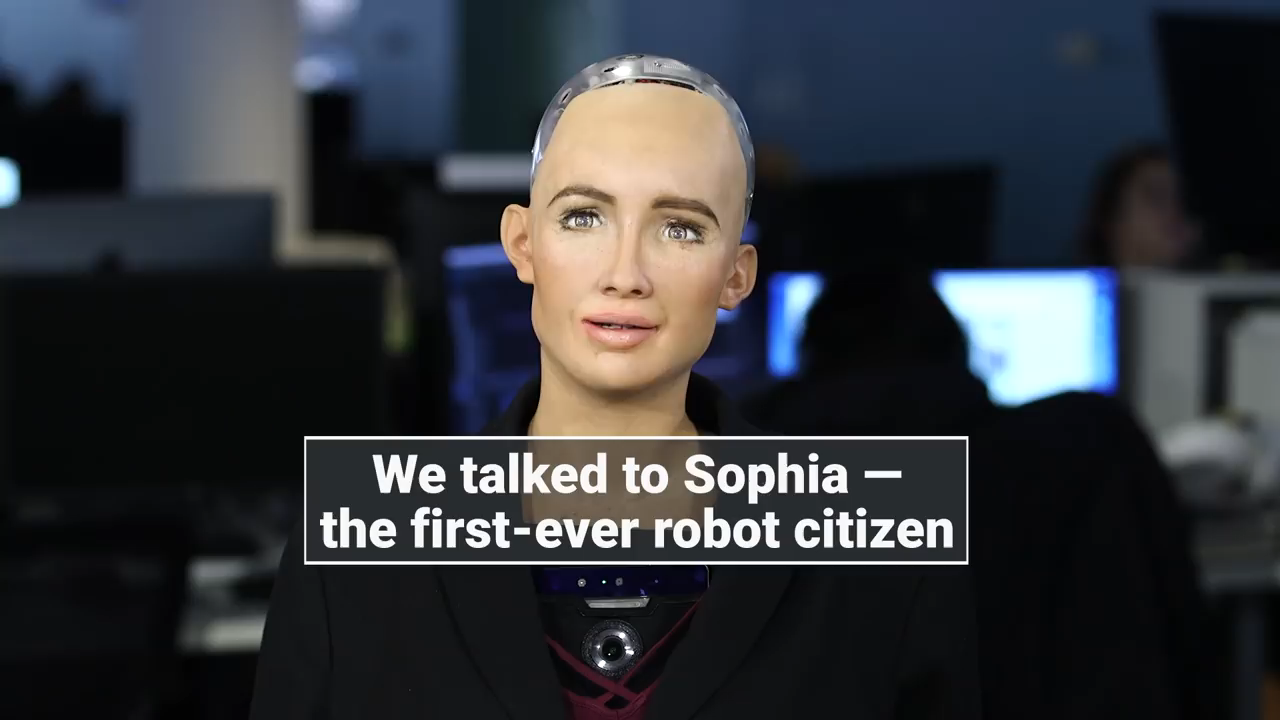 We talked to Sophia —
the first-ever robot citizen